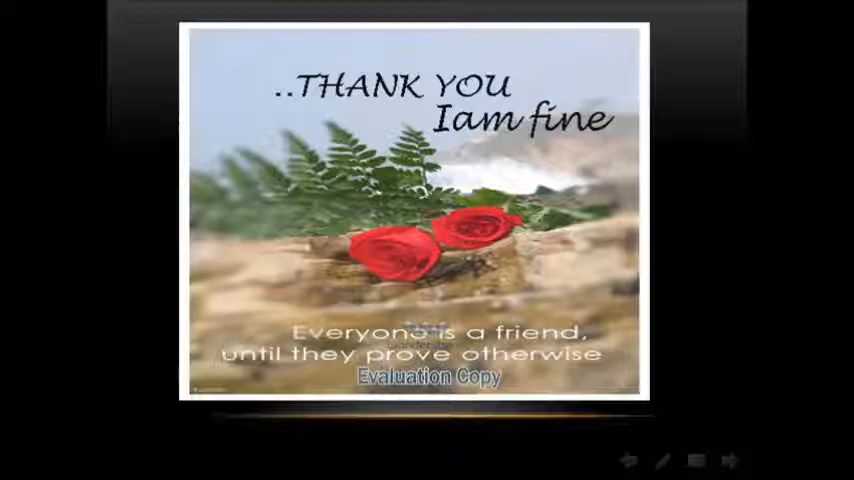 ..THANK YOU
Iam fine
Everyone is a friend,
until they prove otherwise
Evaluation Copy